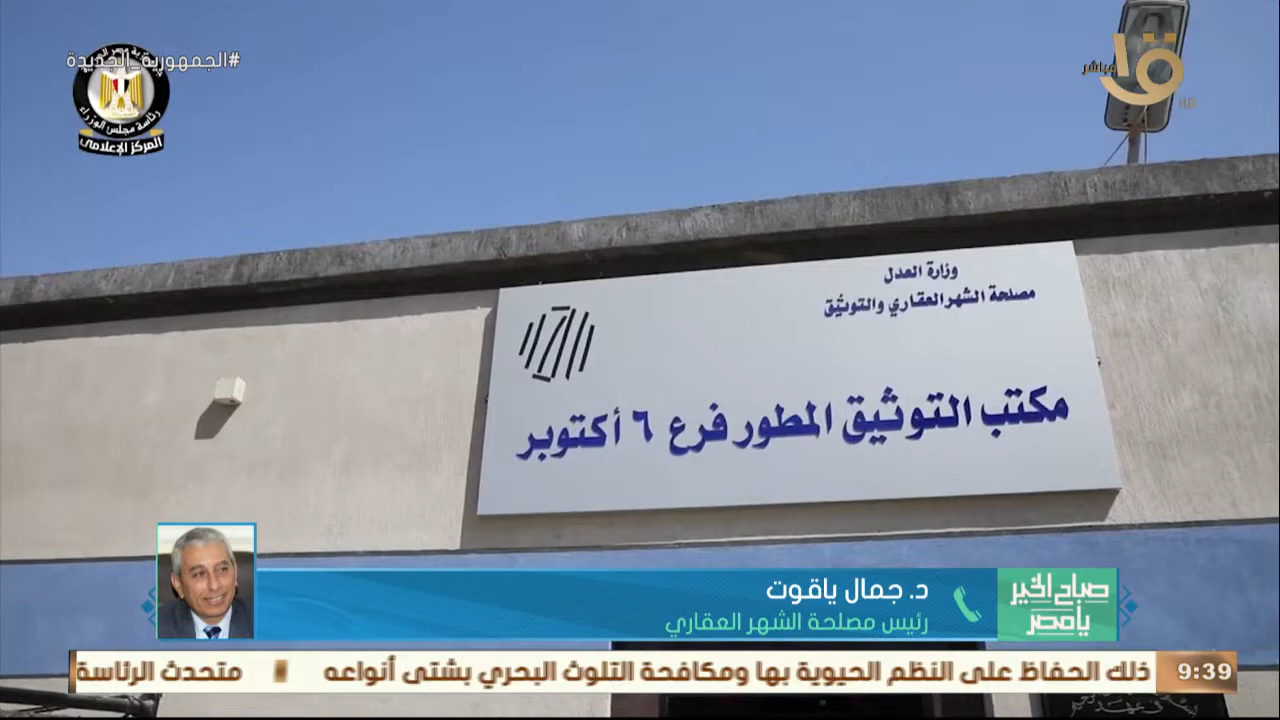 #الجمهورية_الجديدة
رئاسة مجلس الوزراء
المركز الإعلامى
مباشر
HD
وزارة العدل
مصلحة الشهر العقاري والتوثيق
مكتب التوثيق المطور فرع ٦ أكتوبر
صباح الخير
يا مصر
د. جمال ياقوت
رئيس مصلحة الشهر العقاري
9:39
ذلك الحفاظ على النظم الحيوية بها ومكافحة التلوث البحري بشتى أنواعه
متحدث الرئاسة